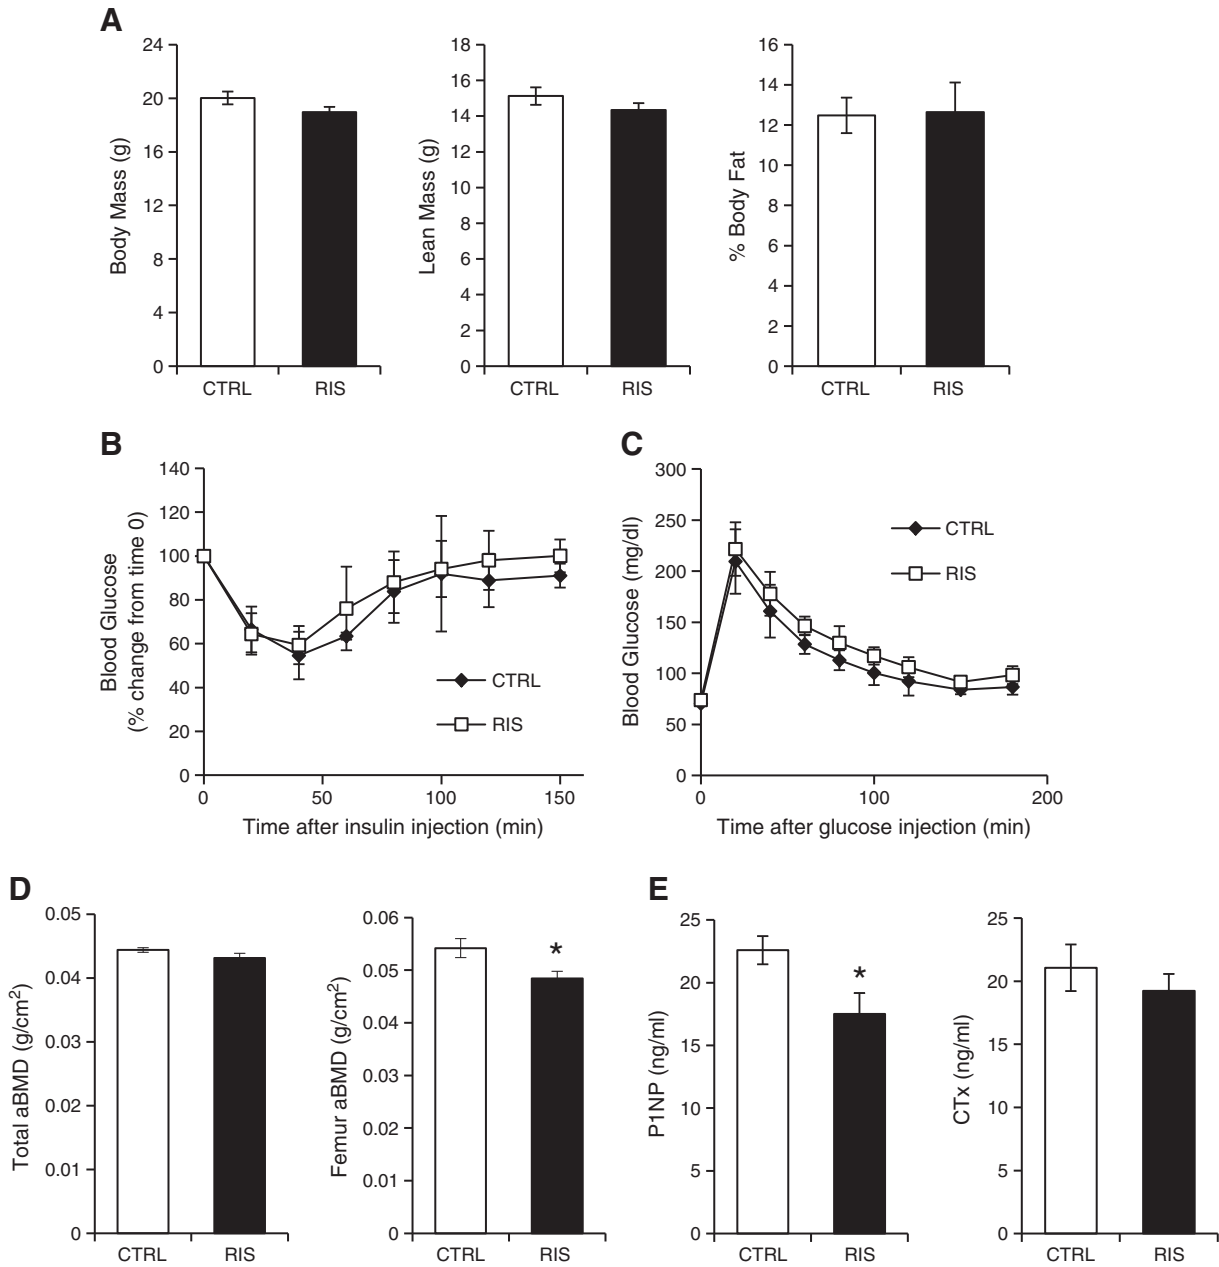 A
24
20
16
12
8
4
0
Body Mass (g)
CTRL RIS
18
16
14
12
10
8
6
4
2
0
Lean Mass (g)
CTRL RIS
16
14
12
10
8
6
4
2
0
% Body Fat
CTRL RIS
B
140
120
100
80
60
40
20
0
Blood Glucose
(% change from time 0)
CTRL
RIS
0 50 100 150
Time after insulin injection (min)
C
300
250
200
150
100
50
0
Blood Glucose (mg/dl)
CTRL
RIS
0 100 200
Time after glucose injection (min)
D
0.05
0.04
0.03
0.02
0.01
0
Total aBMD (g/cm²)
CTRL RIS
0.06
0.05
0.04
0.03
0.02
0.01
0
Femur aBMD (g/cm²)
*
CTRL RIS
E
25
20
15
10
5
0
P1NP (ng/ml)
*
CTRL RIS
25
20
15
10
5
0
CTx (ng/ml)
CTRL RIS